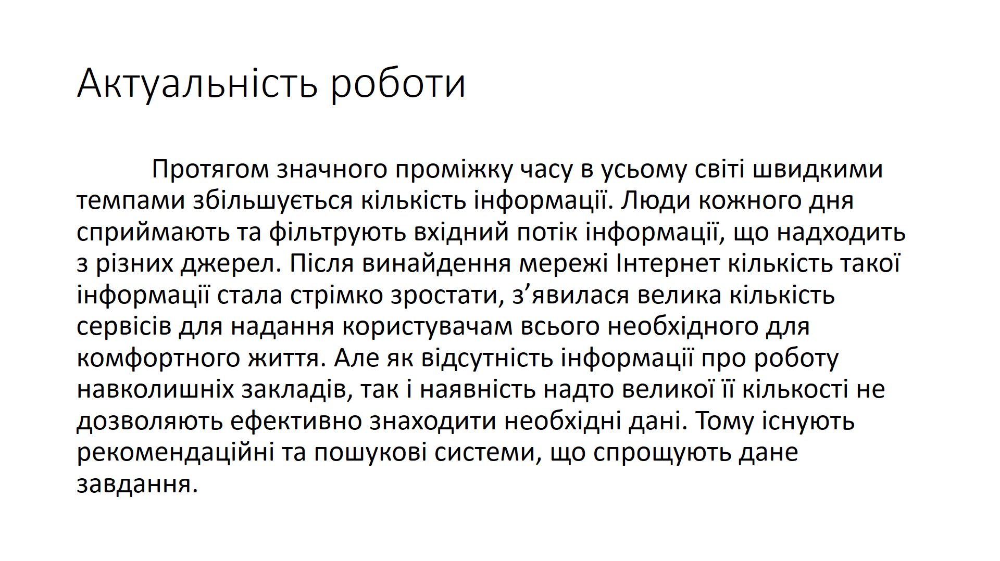 Актуальність роботи
Протягом значного проміжку часу в усьому світі швидкими
темпами збільшується кількість інформації. Люди кожного дня
сприймають та фільтрують вхідний потік інформації, що надходить
з різних джерел. Після винайдення мережі Інтернет кількість такої
інформації стала стрімко зростати, з’явилася велика кількість
сервісів для надання користувачам всього необхідного для
комфортного життя. Але як відсутність інформації про роботу
навколишніх закладів, так і наявність надто великої її кількості не
дозволяють ефективно знаходити необхідні дані. Тому існують
рекомендаційні та пошукові системи, що спрощують дане
завдання.